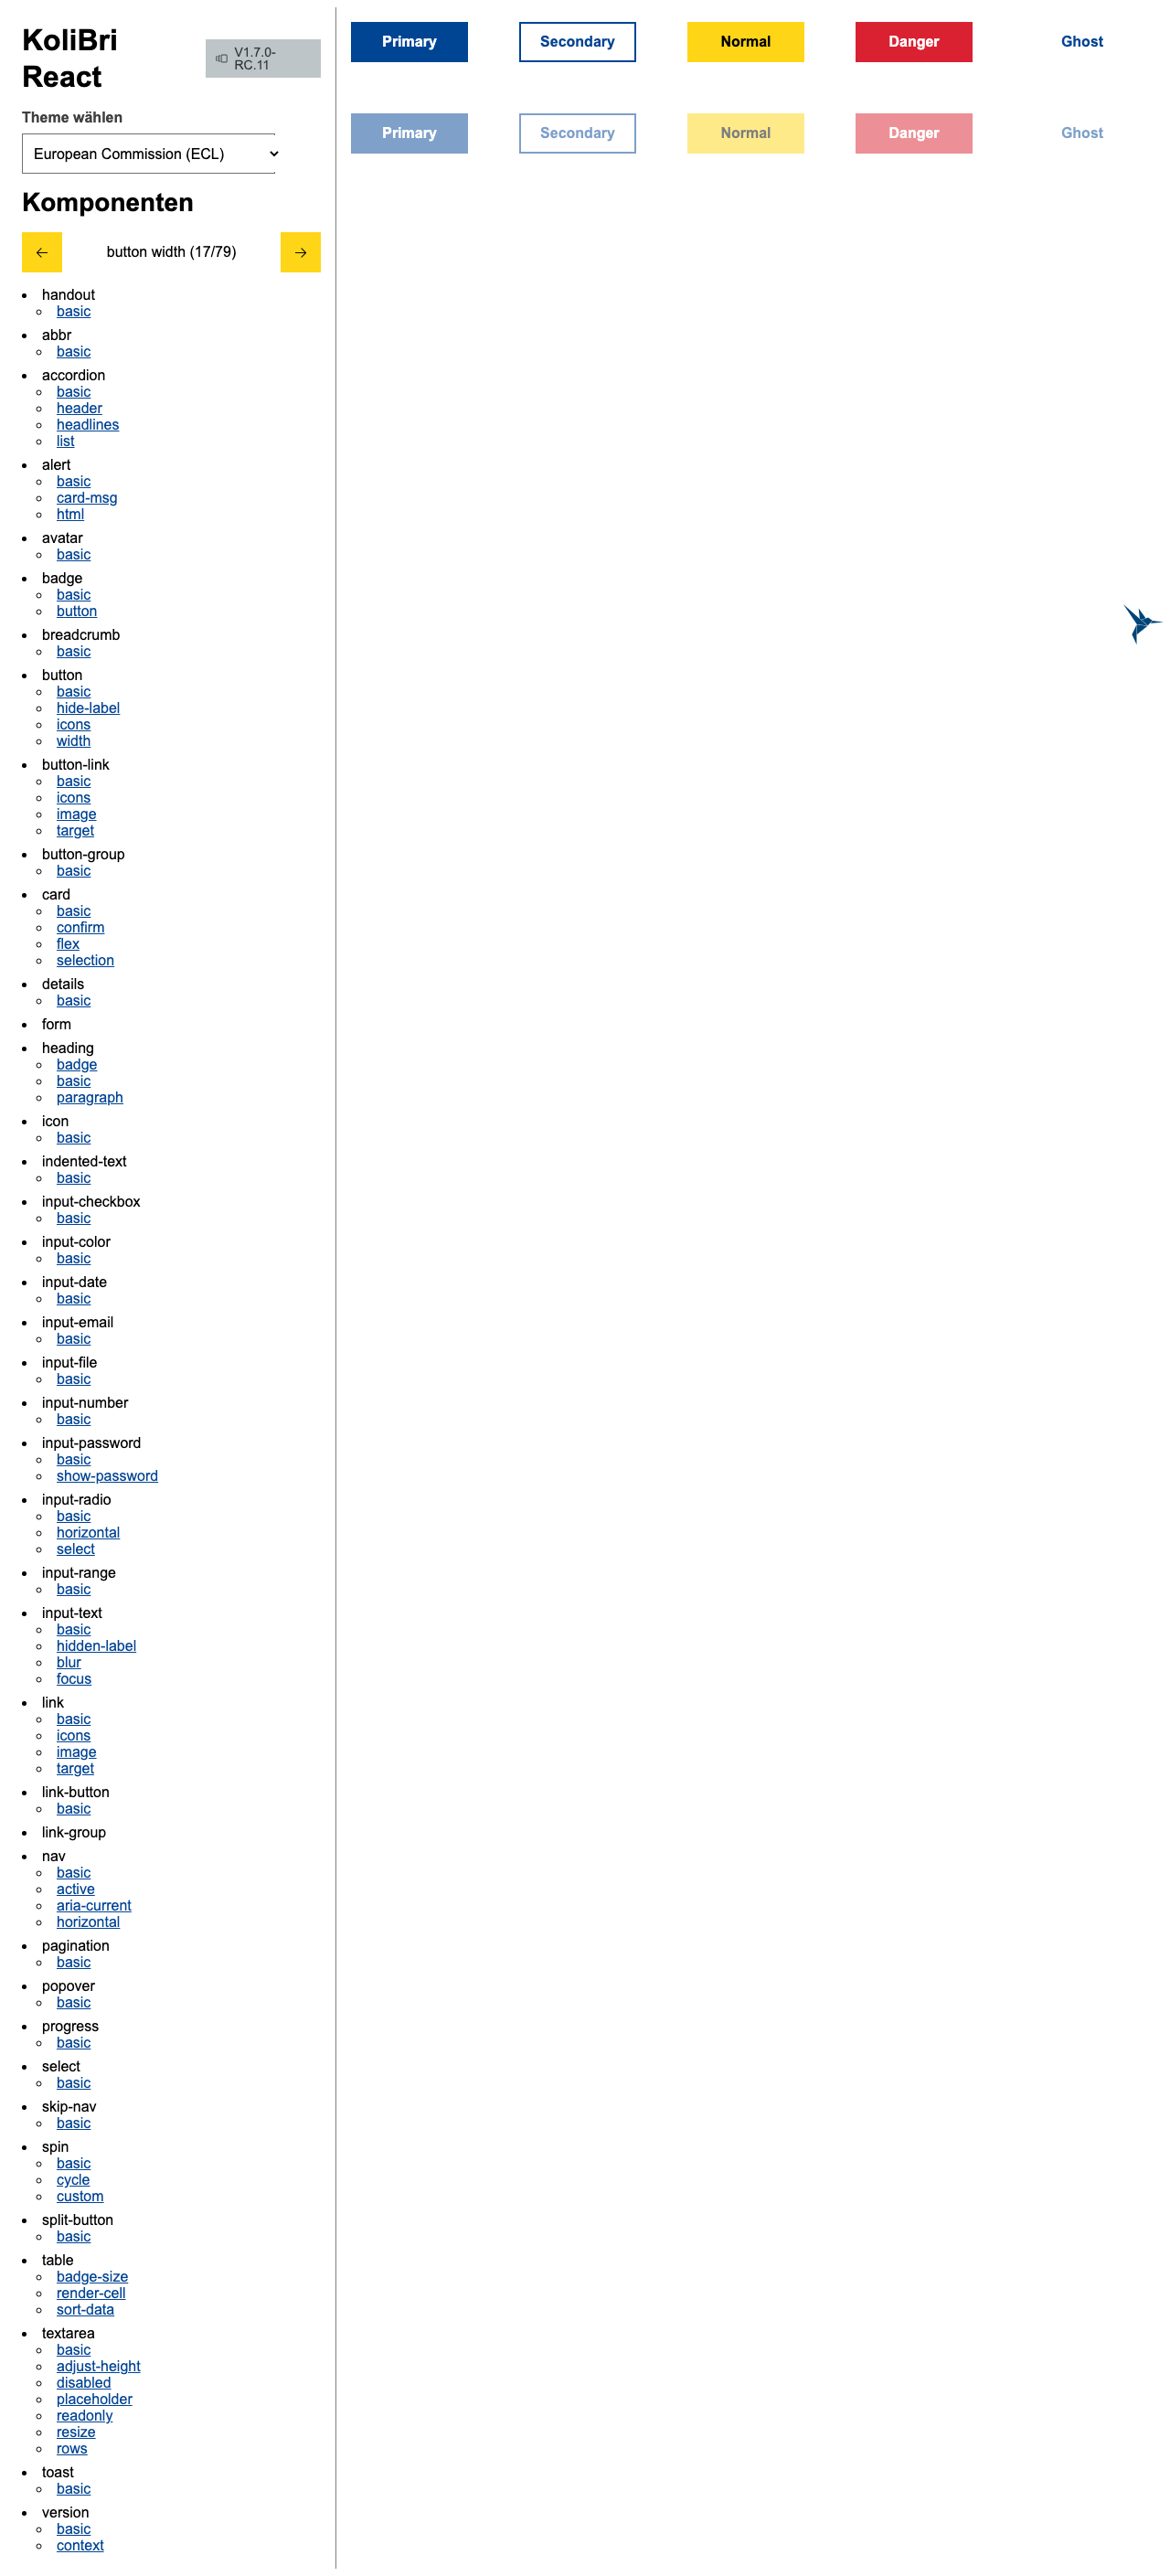 KoliBri
React
V1.7.0-
RC.11
Theme wählen
European Commission (ECL)
Komponenten
button width (17/79)
handout
basic
abbr
basic
accordion
basic
header
headlines
list
alert
basic
card-msg
html
avatar
basic
badge
basic
button
breadcrumb
basic
button
basic
hide-label
icons
width
button-link
basic
icons
image
target
button-group
basic
card
basic
confirm
flex
selection
details
basic
form
heading
badge
basic
paragraph
icon
basic
indented-text
basic
input-checkbox
basic
input-color
basic
input-date
basic
input-email
basic
input-file
basic
input-number
basic
input-password
basic
show-password
input-radio
basic
horizontal
select
input-range
basic
input-text
basic
hidden-label
blur
focus
link
basic
icons
image
target
link-button
basic
link-group
nav
basic
active
aria-current
horizontal
pagination
basic
popover
basic
progress
basic
select
basic
skip-nav
basic
spin
basic
cycle
custom
split-button
basic
table
badge-size
render-cell
sort-data
textarea
basic
adjust-height
disabled
placeholder
readonly
resize
rows
toast
basic
version
basic
context
Primary Secondary Normal Danger Ghost
Primary Secondary Normal Danger Ghost